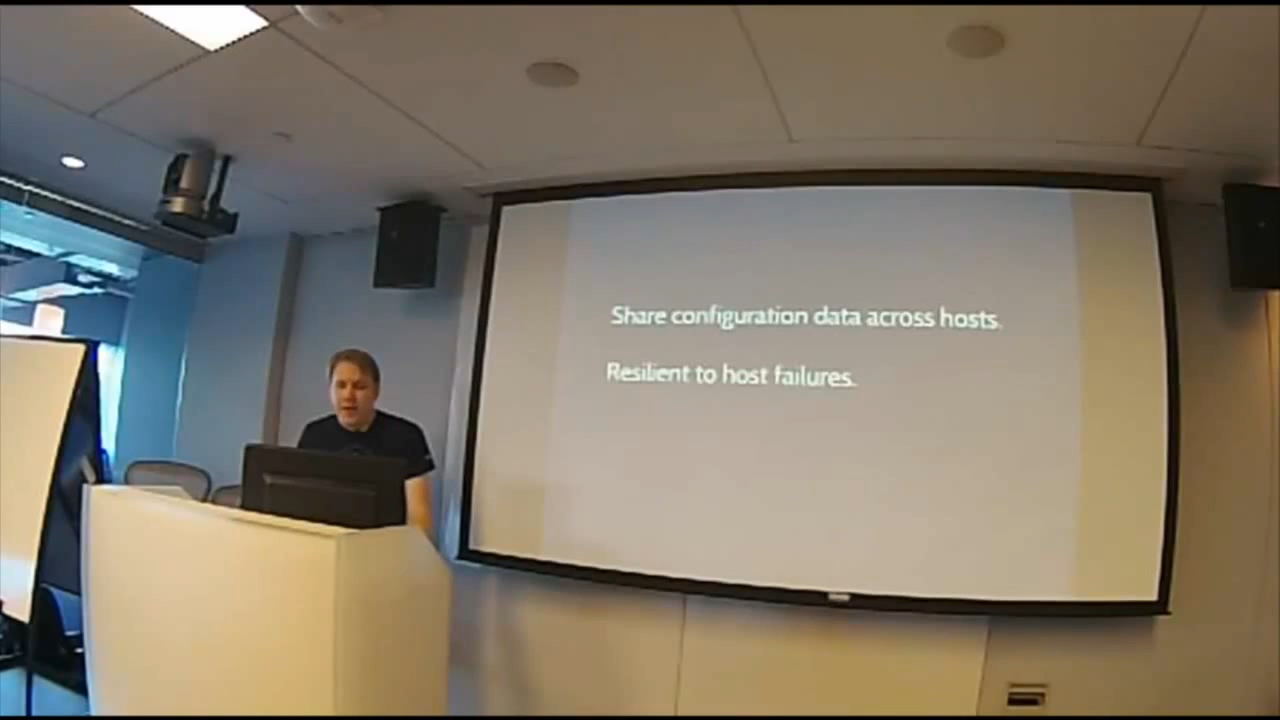 Share configuration data across hosts.
Resilient to host failures.